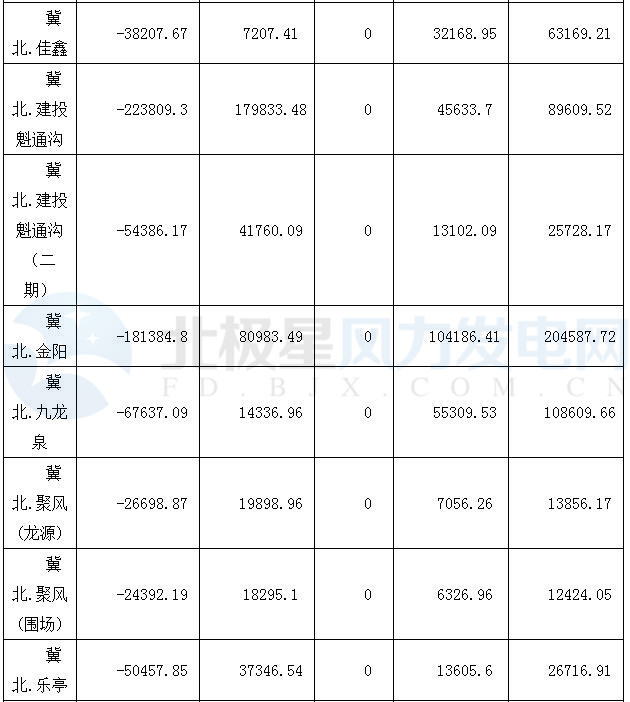 冀
北.佳鑫 -38207.67 7207.41 0 32168.95 63169.21
冀
北.建投
魁通沟 -223809.3 179833.48 0 45633.7 89609.52
冀
北.建投
魁通沟
（二
期） -54386.17 41760.09 0 13102.09 25728.17
冀
北.金阳 -181384.8 80983.49 0 104186.41 204587.72
冀
北.九龙
泉 -67637.09 14336.96 0 55309.53 108609.66
冀
北.聚风
(龙源) -26698.87 19898.96 0 7056.26 13856.17
冀
北.聚风
(围场) -24392.19 18295.1 0 6326.96 12424.05
冀
北.乐亭 -50457.85 37346.54 0 13605.6 26716.91
北极星风力发电网
FD.BJX.COM.CN